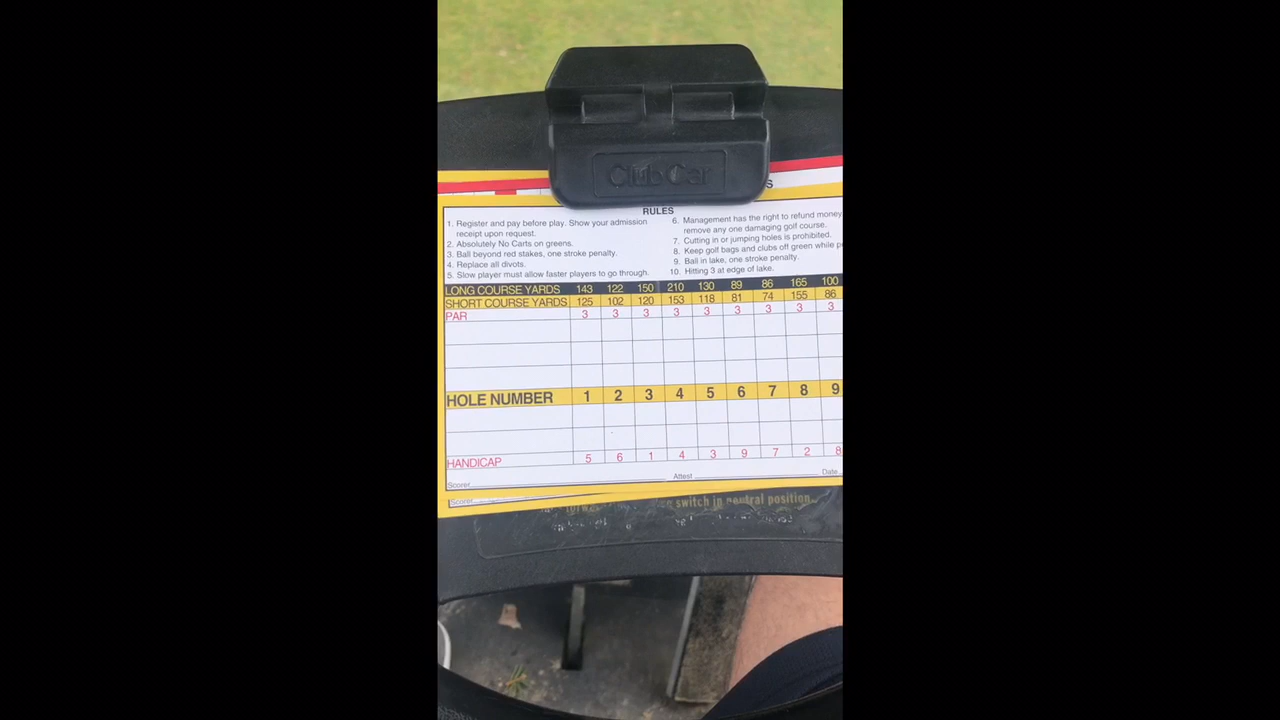 Club Car
S
RULES
1. Register and pay before play. Show your admission
receipt upon request.
2. Absolutely No Carts on greens.
3. Ball beyond red stakes, one stroke penalty.
4. Replace all divots.
5. Slow player must allow faster players to go through.
6. Management has the right to refund money
remove any one damaging golf course.
7. Cutting in or jumping holes is prohibited.
8. Keep golf bags and clubs off green while
9. Ball in lake, one stroke penalty.
10. Hitting 3 at edge of lake.
LONG COURSE YARDS 143 122 150 210 130 89 86 165 100
SHORT COURSE YARDS 125 102 120 153 118 81 74 155 86
PAR 3 3 3 3 3 3 3 3 3
HOLE NUMBER 1 2 3 4 5 6 7 8 9
HANDICAP 5 6 1 4 3 9 7 2 8
Scorer Attest Date
Scorer
switch in neutral position